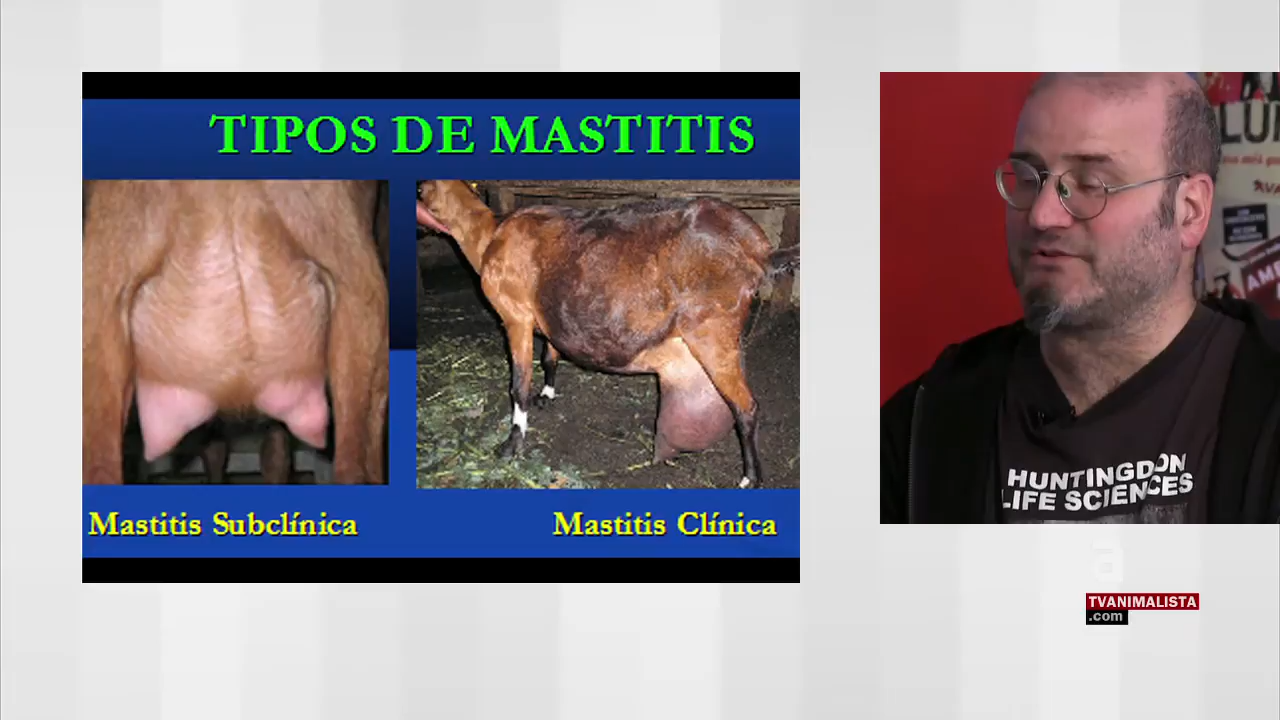 TIPOS DE MASTITIS
Mastitis Subclínica
Mastitis Clínica
HUNTINGDON
LIFE SCIENCES
a
TVANIMALISTA
.com